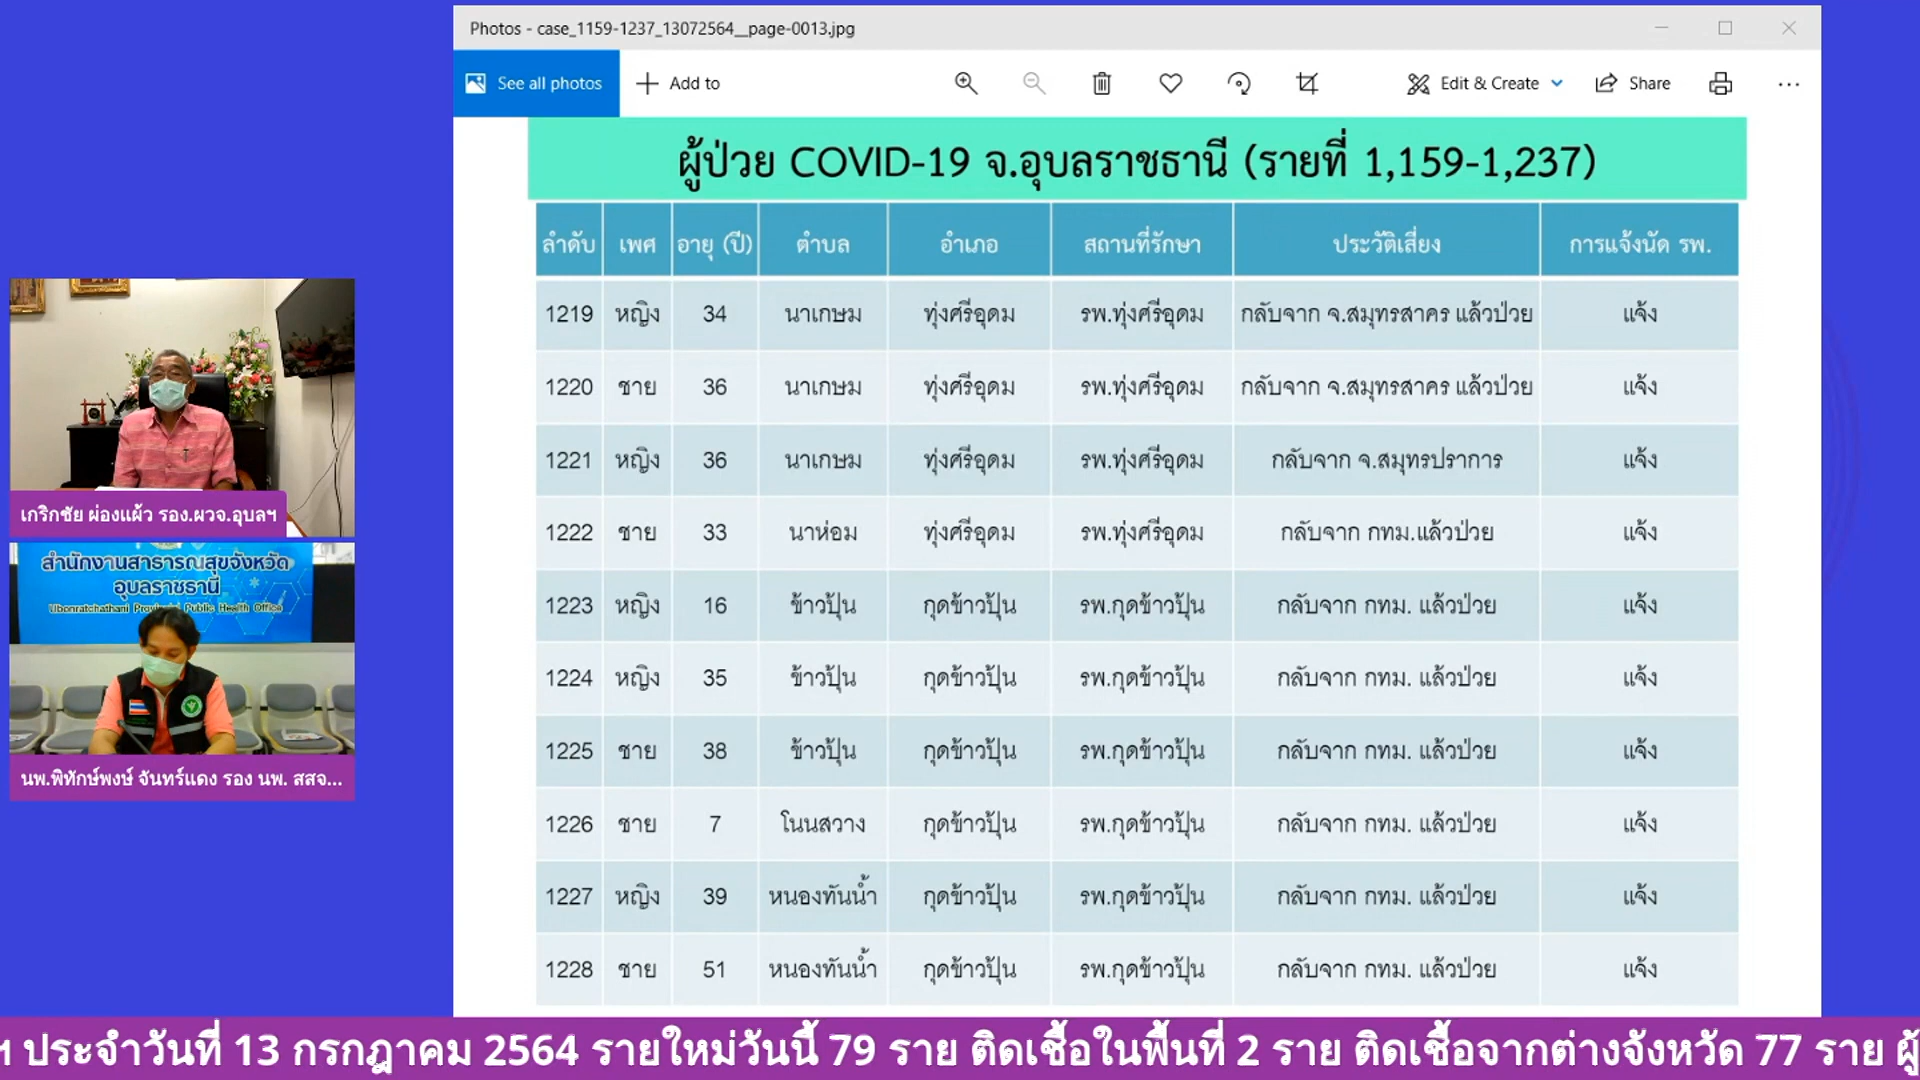 Photos - case_1159-1237_13072564__page-0013.jpg
See all photos
Add to
Edit & Create
Share
ผู้ป่วย COVID-19 จ.อุบลราชธานี (รายที่ 1,159-1,237)
ลำดับ เพศ อายุ (ปี) ตำบล อำเภอ สถานที่รักษา ประวัติเสี่ยง การแจ้งนัด รพ.
1219 หญิง 34 นาเกษม ทุ่งศรีอุดม รพ.ทุ่งศรีอุดม กลับจาก จ.สมุทรสาคร แล้วป่วย แจ้ง
1220 ชาย 36 นาเกษม ทุ่งศรีอุดม รพ.ทุ่งศรีอุดม กลับจาก จ.สมุทรสาคร แล้วป่วย แจ้ง
1221 หญิง 36 นาเกษม ทุ่งศรีอุดม รพ.ทุ่งศรีอุดม กลับจาก จ.สมุทรปราการ แจ้ง
1222 ชาย 33 นาห่อม ทุ่งศรีอุดม รพ.ทุ่งศรีอุดม กลับจาก กทม.แล้วป่วย แจ้ง
1223 หญิง 16 ข้าวปุ้น กุดข้าวปุ้น รพ.กุดข้าวปุ้น กลับจาก กทม. แล้วป่วย แจ้ง
1224 หญิง 35 ข้าวปุ้น กุดข้าวปุ้น รพ.กุดข้าวปุ้น กลับจาก กทม. แล้วป่วย แจ้ง
1225 ชาย 38 ข้าวปุ้น กุดข้าวปุ้น รพ.กุดข้าวปุ้น กลับจาก กทม. แล้วป่วย แจ้ง
1226 ชาย 7 โนนสวาง กุดข้าวปุ้น รพ.กุดข้าวปุ้น กลับจาก กทม. แล้วป่วย แจ้ง
1227 หญิง 39 หนองทันน้ำ กุดข้าวปุ้น รพ.กุดข้าวปุ้น กลับจาก กทม. แล้วป่วย แจ้ง
1228 ชาย 51 หนองทันน้ำ กุดข้าวปุ้น รพ.กุดข้าวปุ้น กลับจาก กทม. แล้วป่วย แจ้ง
เกริกชัย ผ่องแผ้ว รอง.ผวจ.อุบลฯ
สำนักงานสาธารณสุขจังหวัด
อุบลราชธานี
Ubonratchathani Provincial Public Health Office
นพ.พิทักษ์พงษ์ จันทร์แดง รอง นพ. สสจ...
ฯ ประจำวันที่ 13 กรกฎาคม 2564 รายใหม่วันนี้ 79 ราย ติดเชื้อในพื้นที่ 2 ราย ติดเชื้อจากต่างจังหวัด 77 ราย ผู้